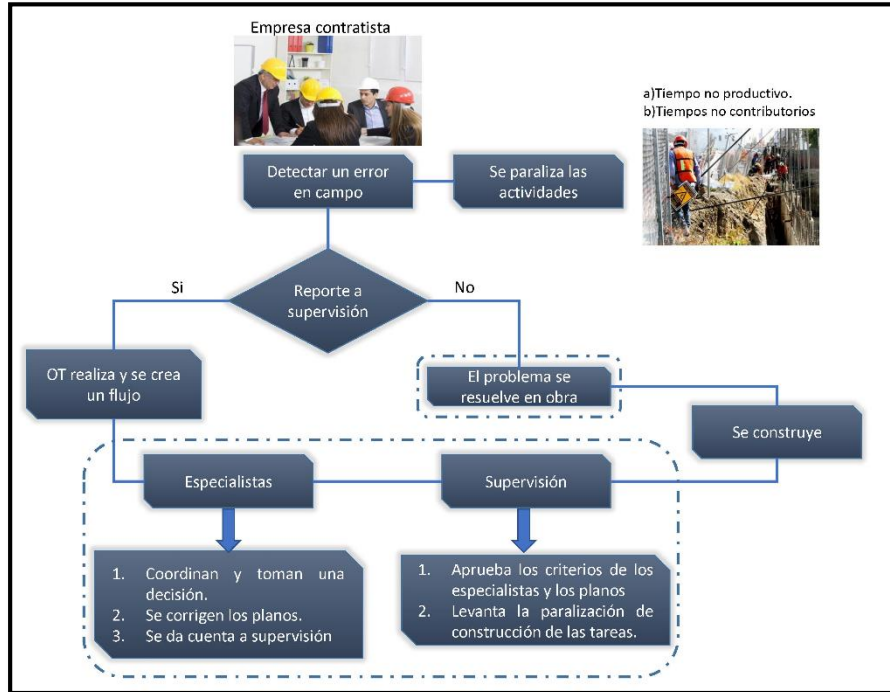 Empresa contratista
a)Tiempo no productivo.
b)Tiempos no contributorios
Detectar un error
en campo
Se paraliza las
actividades
Si
Reporte a
supervisión
No
OT realiza y se crea
un flujo
El problema se
resuelve en obra
Se construye
Especialistas
Supervisión
1. Coordinan y toman una
decisión.
2. Se corrigen los planos.
3. Se da cuenta a supervisión
1. Aprueba los criterios de los
especialistas y los planos
2. Levanta la paralización de
construcción de las tareas.